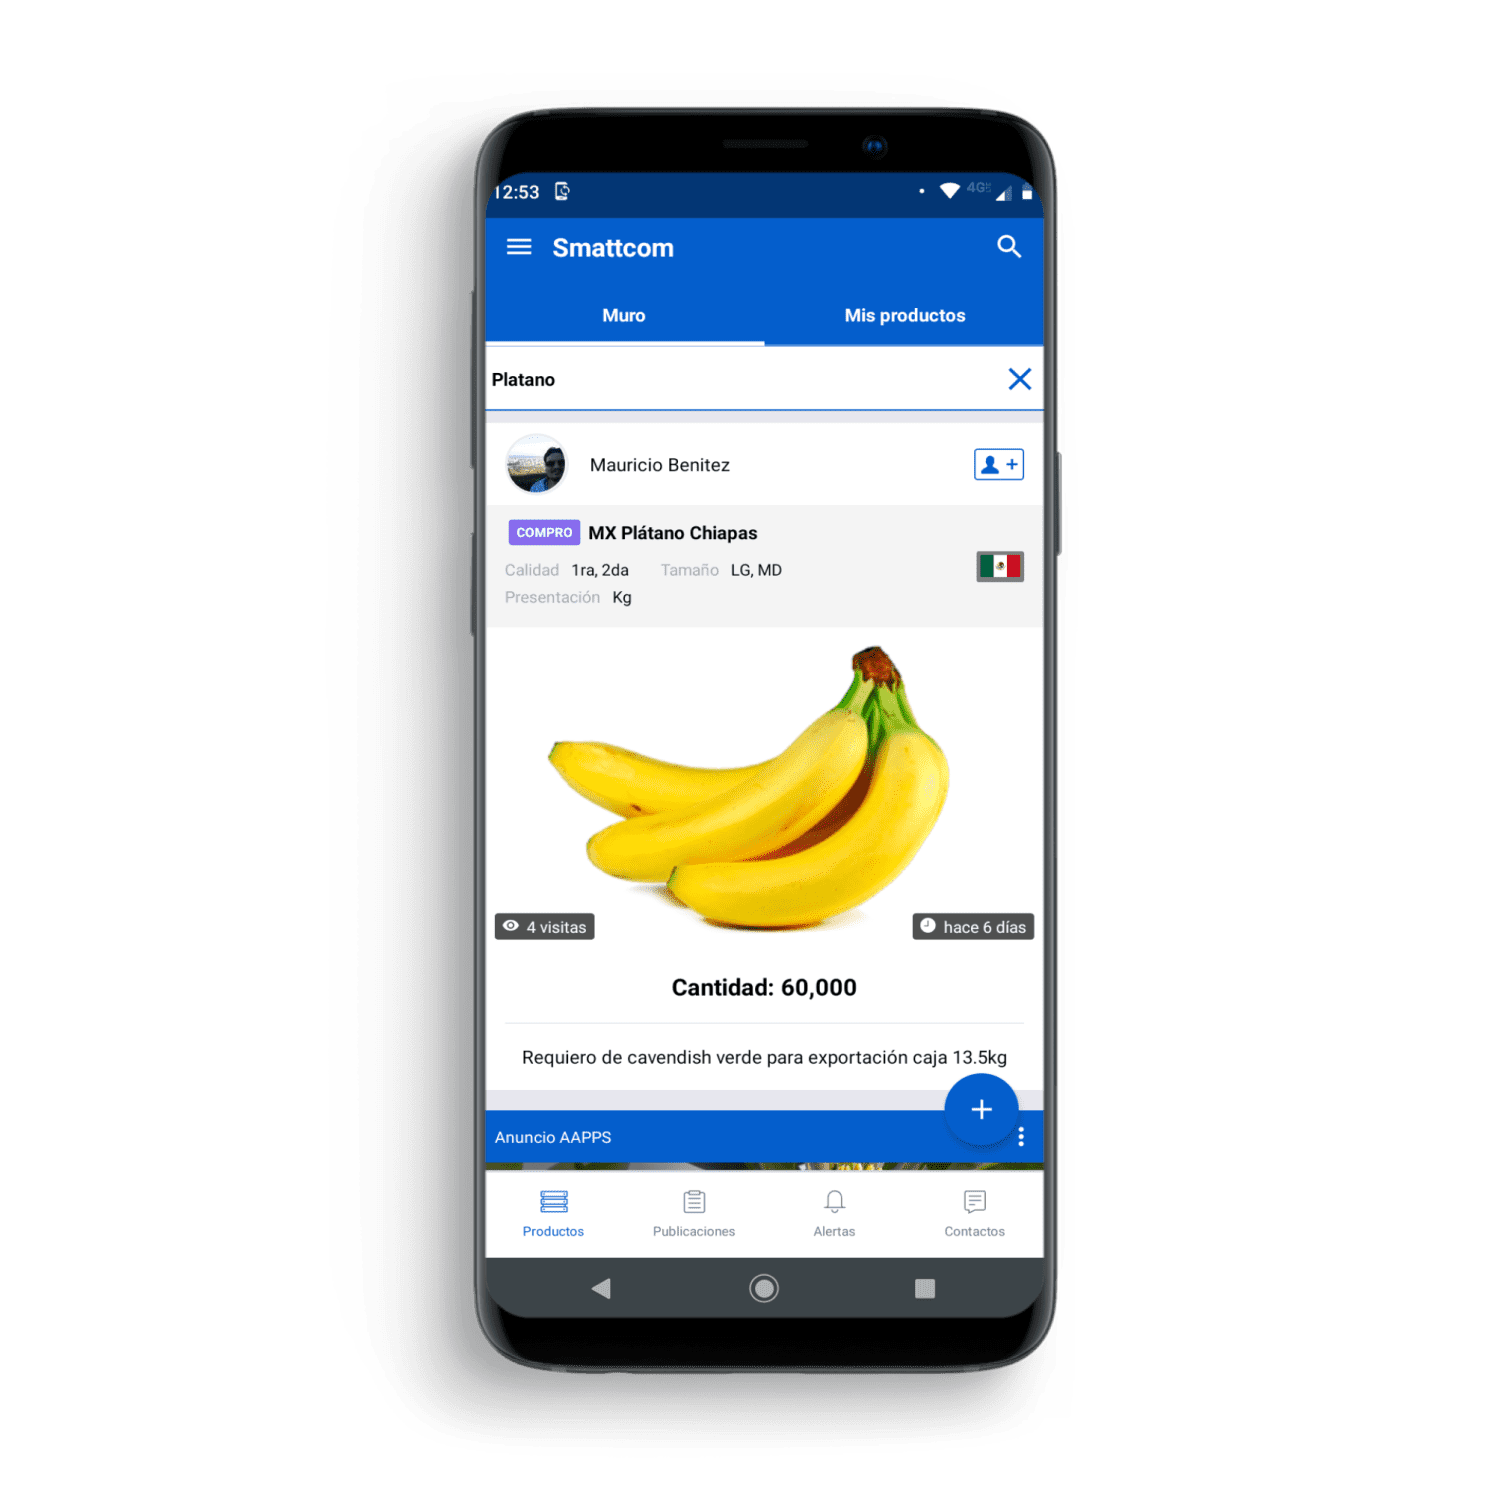 12:53
4G
Smattcom
Muro Mis productos
Platano
Mauricio Benitez
COMPRO MX Plátano Chiapas
Calidad 1ra, 2da Tamaño LG, MD
Presentación Kg
4 visitas hace 6 días
Cantidad: 60,000
Requiero de cavendish verde para exportación caja 13.5kg
Anuncio AAPPS
Productos Publicaciones Alertas Contactos